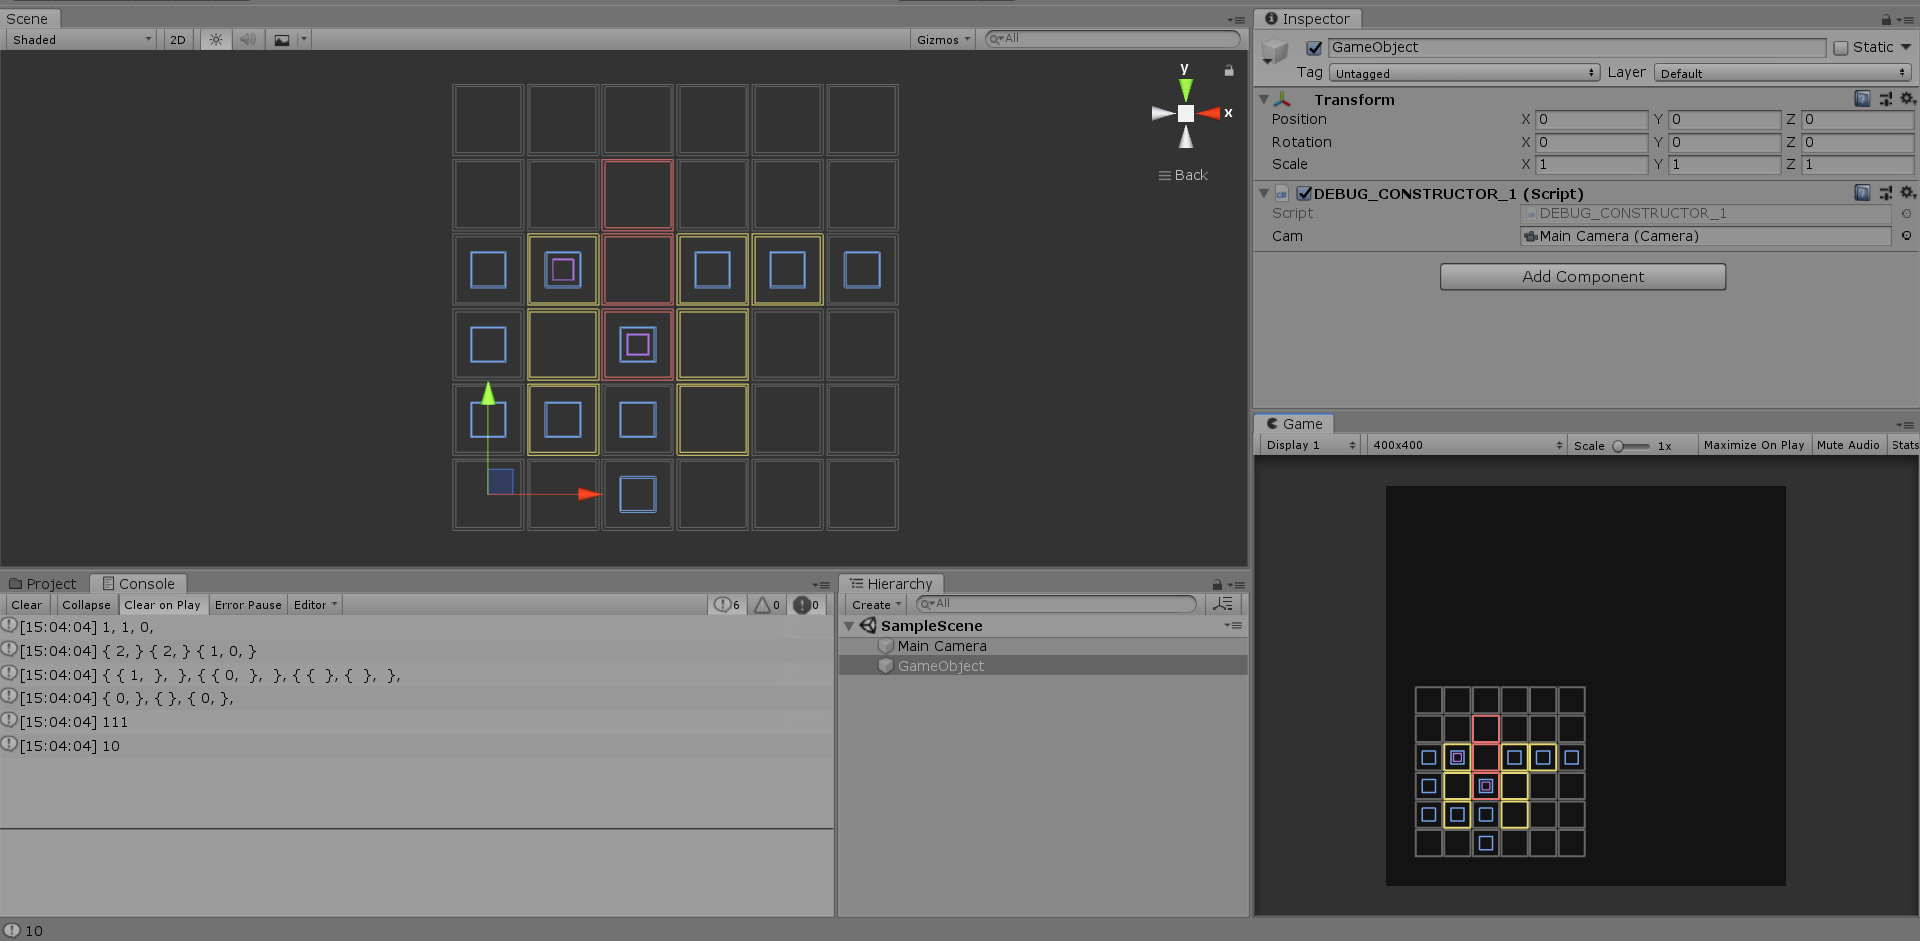 Scene
Shaded
2D
Gizmos
All
y
x
Back
Inspector
GameObject
Static
Tag
Untagged
Layer
Default
Transform
Position
X 0 Y 0 Z 0
Rotation
X 0 Y 0 Z 0
Scale
X 1 Y 1 Z 1
DEBUG_CONSTRUCTOR_1 (Script)
Script
DEBUG_CONSTRUCTOR_1
Cam
Main Camera (Camera)
Add Component
Game
Display 1
400x400
Scale
1x
Maximize On Play
Mute Audio
Stats
Project
Console
Clear
Collapse
Clear on Play
Error Pause
Editor
6
0
0
[15:04:04] 1, 1, 0,
[15:04:04] { 2, } { 2, } { 1, 0, }
[15:04:04] { { 1,  },  }, { { 0,  },  }, { {  }, {  },  },
[15:04:04] { 0, }, { }, { 0, },
[15:04:04] 111
[15:04:04] 10
Hierarchy
Create
All
SampleScene
Main Camera
GameObject
10